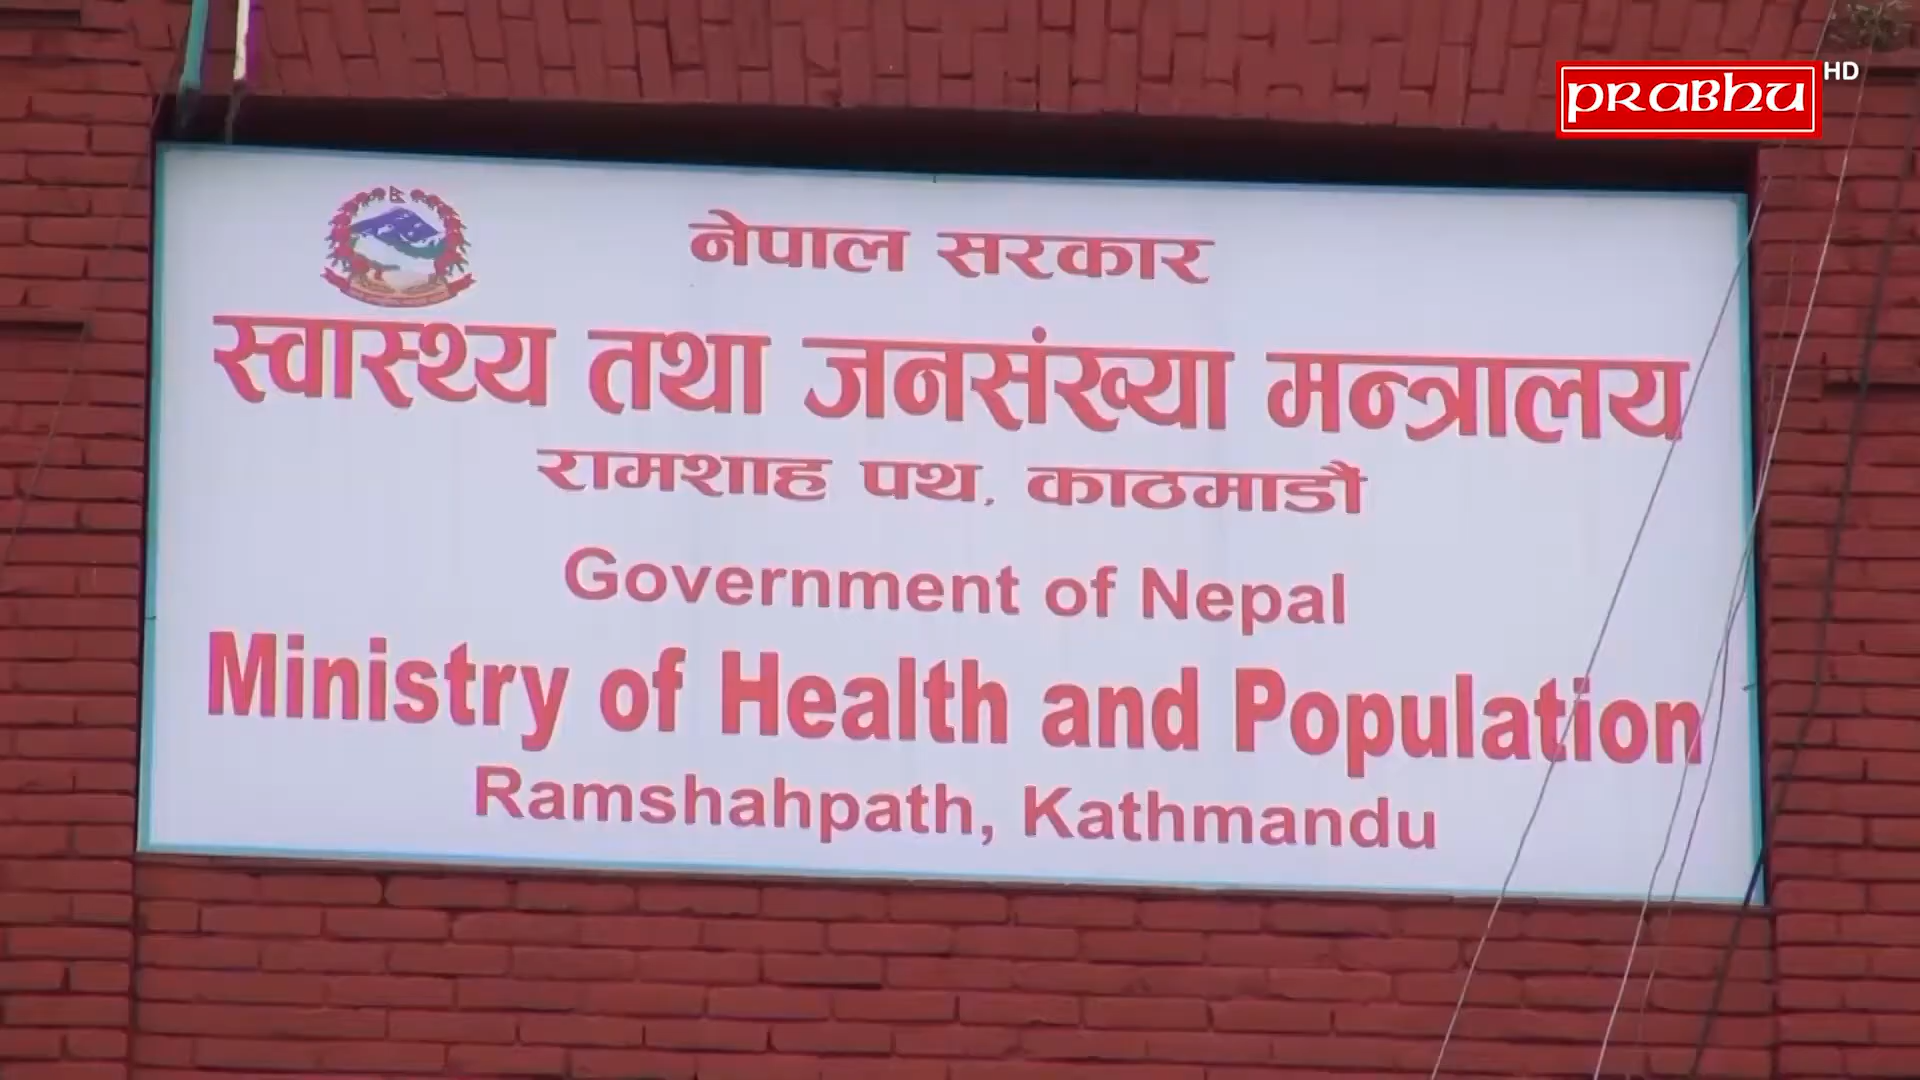 PRABHU HD
नेपाल सरकार
स्वास्थ्य तथा जनसंख्या मन्त्रालय
रामशाह पथ, काठमाडौं
Government of Nepal
Ministry of Health and Population
Ramshahpath, Kathmandu